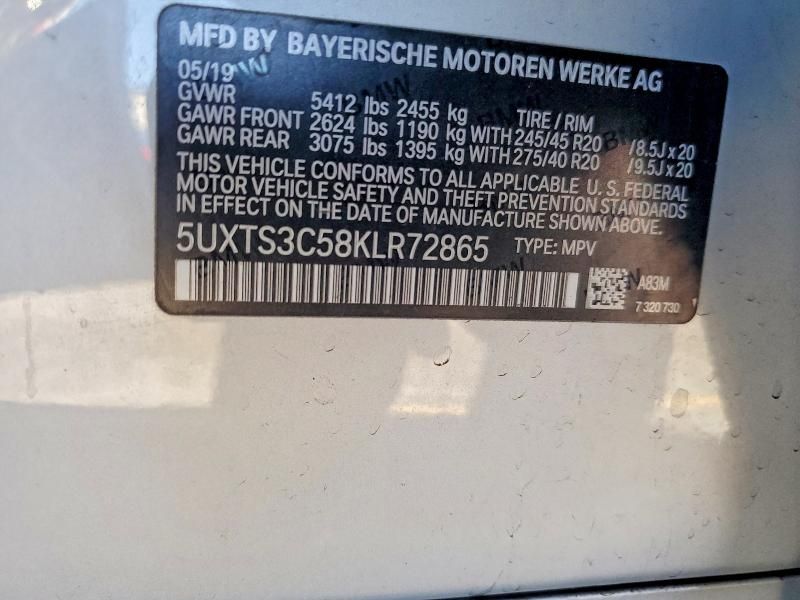 MFD BY BAYERISCHE MOTOREN WERKE AG
05/19
GVWR 5412 lbs 2455 kg TIRE / RIM
GAWR FRONT 2624 lbs 1190 kg WITH 245/45 R20 /8.5J x 20
GAWR REAR 3075 lbs 1395 kg WITH 275/40 R20 /9.5J x 20
THIS VEHICLE CONFORMS TO ALL APPLICABLE U.S. FEDERAL
MOTOR VEHICLE SAFETY AND THEFT PREVENTION STANDARDS
IN EFFECT ON THE DATE OF MANUFACTURE SHOWN ABOVE.
5UXTS3C58KLR72865 TYPE: MPV
A83M
7 320 730